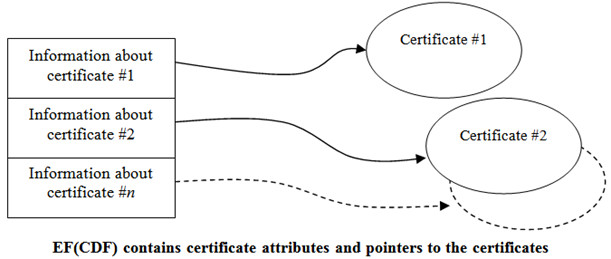 Information about
certificate #1
Information about
certificate #2
Information about
certificate #n
Certificate #1
Certificate #2
EF(CDF) contains certificate attributes and pointers to the certificates